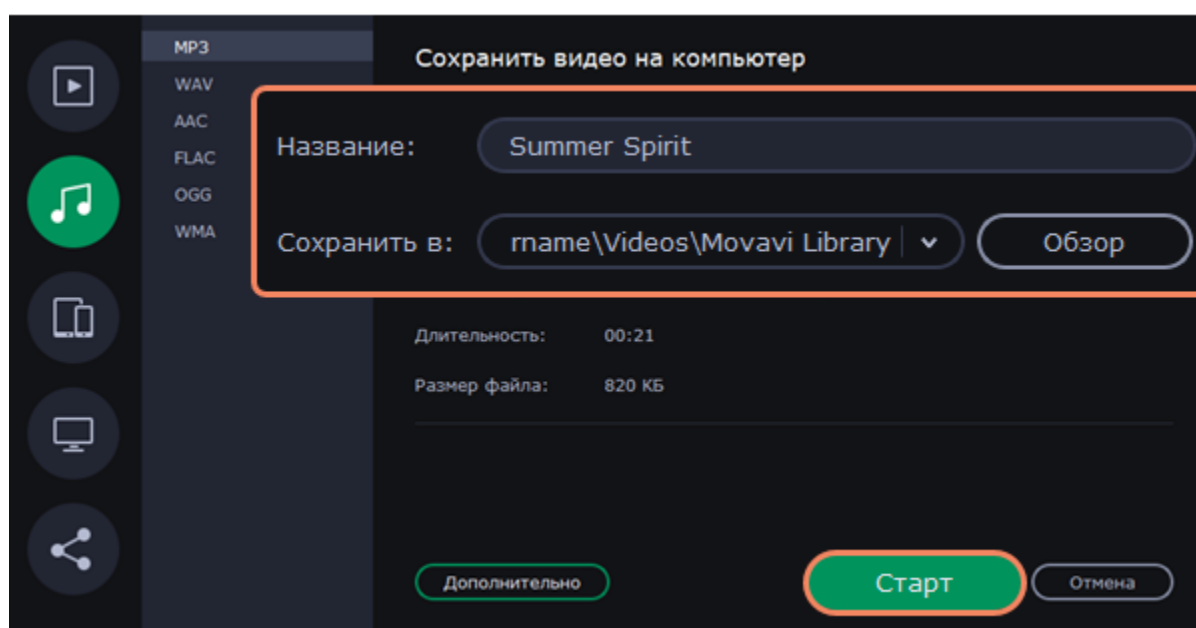 MP3
WAV
AAC
FLAC
OGG
WMA
Сохранить видео на компьютер
Название: Summer Spirit
Сохранить в: rname\Videos\Movavi Library Обзор
Длительность: 00:21
Размер файла: 820 КБ
Дополнительно Старт Отмена